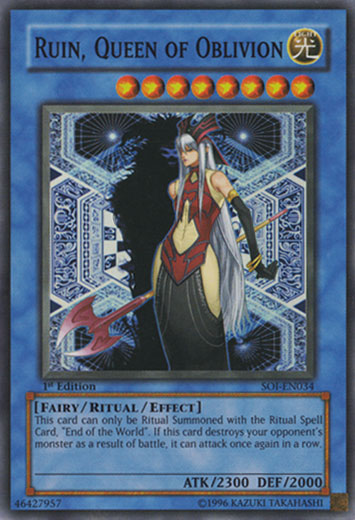 RUIN, QUEEN OF OBLIVION
LIGHT
光
1st Edition SOI-EN034
[FAIRY/RITUAL/EFFECT]
This card can only be Ritual Summoned with the Ritual Spell
Card, "End of the World". If this card destroys your opponent's
monster as a result of battle, it can attack once again in a row.
ATK/2300 DEF/2000
46427957 ©1996 KAZUKI TAKAHASHI